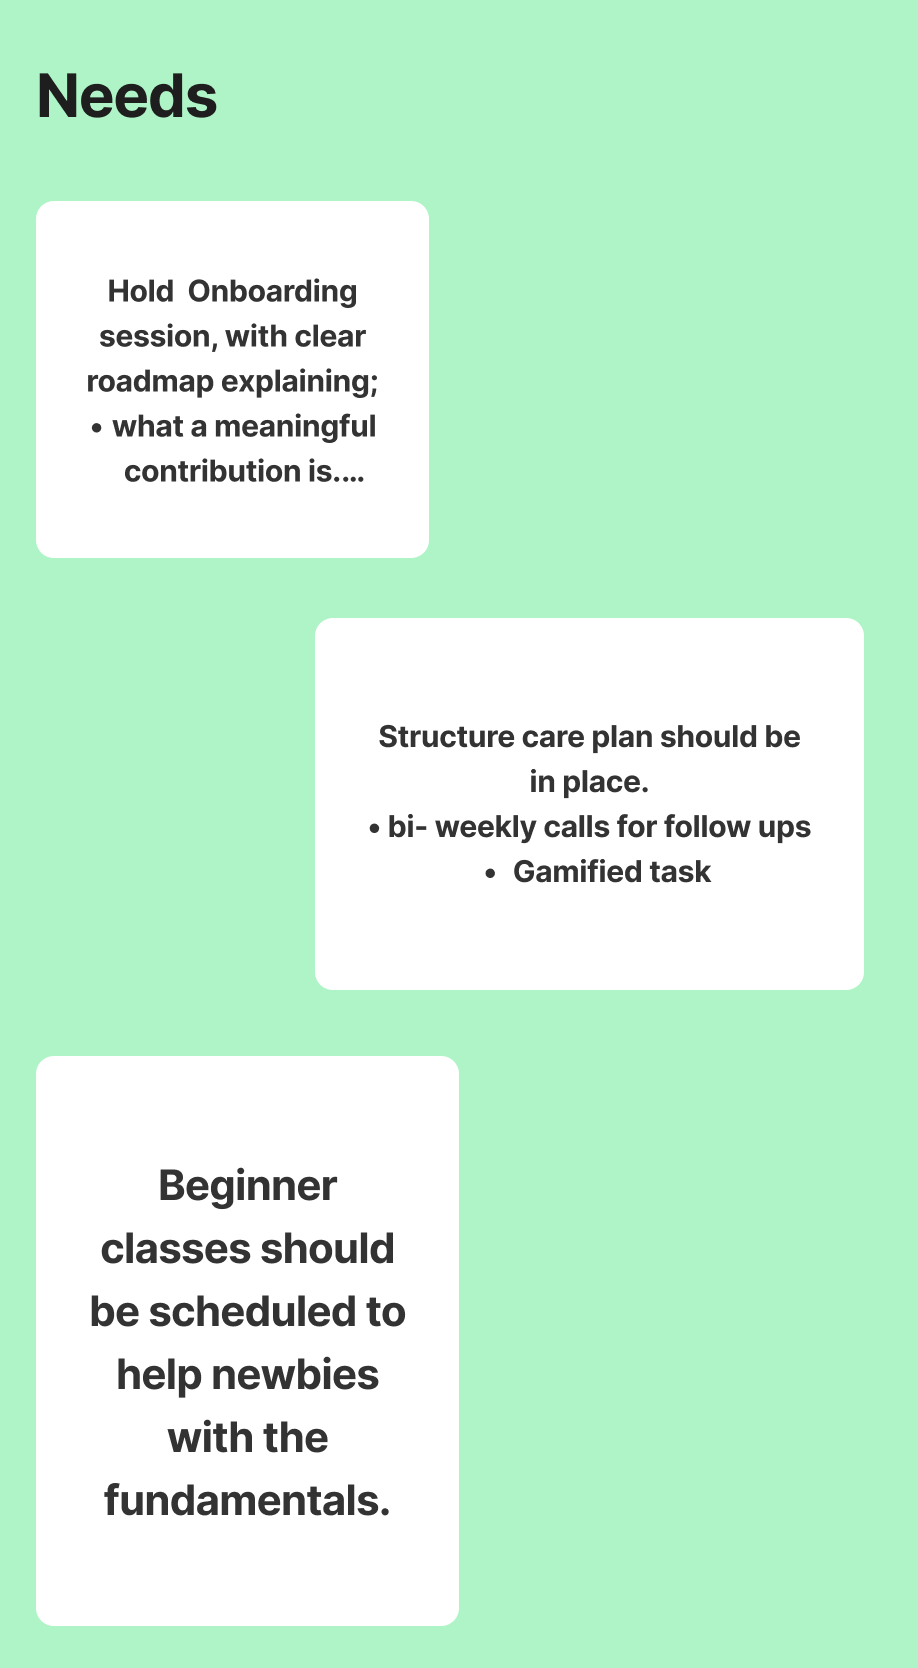 Needs
Hold  Onboarding
session, with clear
roadmap explaining;
• what a meaningful
contribution is....
Structure care plan should be
in place.
• bi- weekly calls for follow ups
•  Gamified task
Beginner
classes should
be scheduled to
help newbies
with the
fundamentals.